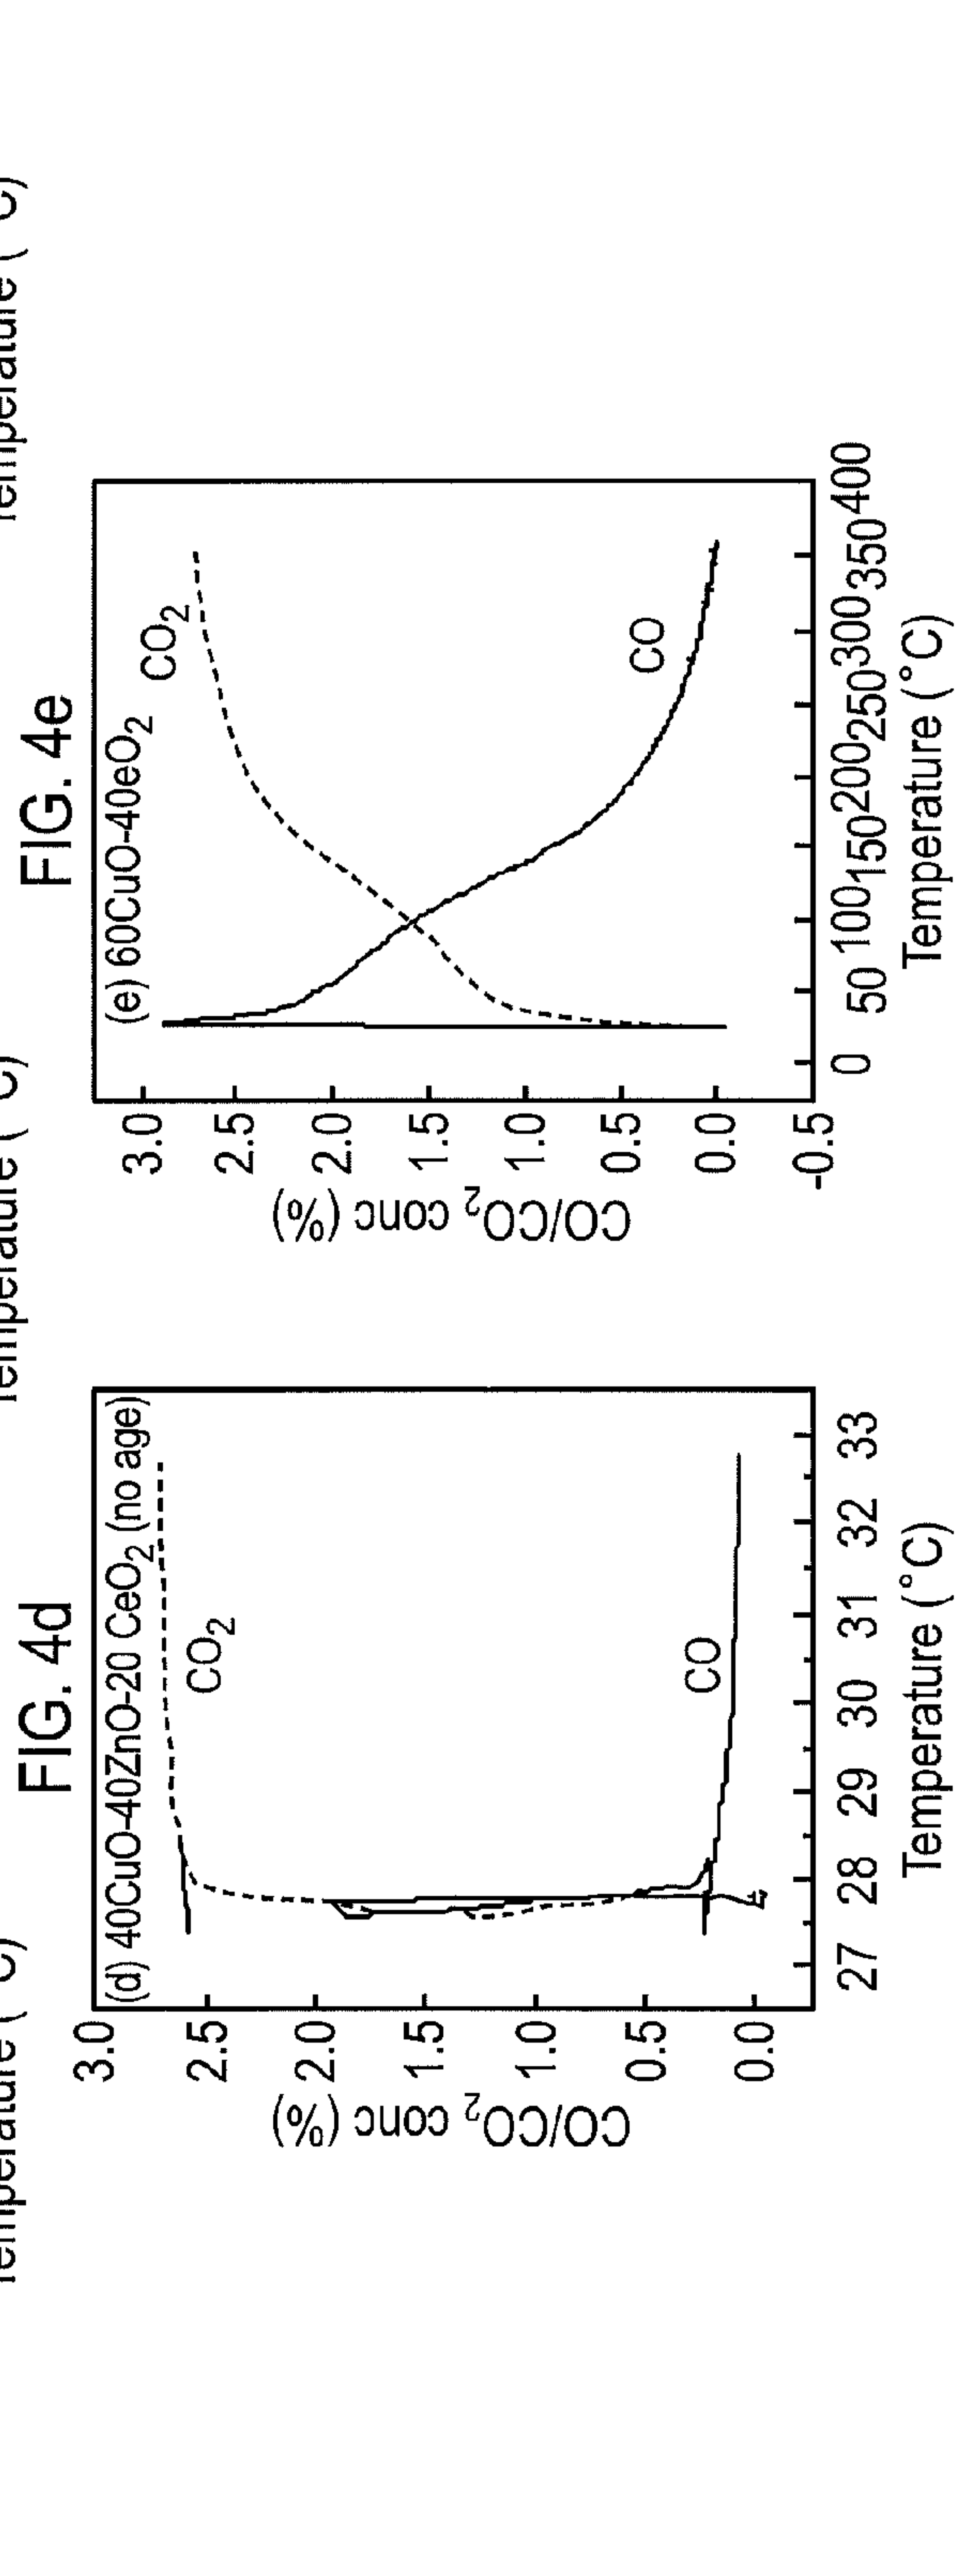 Temperature (°C)
Temperature (°C)
Temperature (°C)
FIG. 4d
(d) 40CuO-40ZnO-20 CeO2 (no age)
CO2
CO
3.0
2.5
2.0
1.5
1.0
0.5
0.0
CO/CO2 conc (%)
27 28 29 30 31 32 33
Temperature (°C)
FIG. 4e
(e) 60CuO-40eO2
CO2
CO
3.0
2.5
2.0
1.5
1.0
0.5
0.0
-0.5
CO/CO2 conc (%)
0 50 100 150 200 250 300 350 400
Temperature (°C)